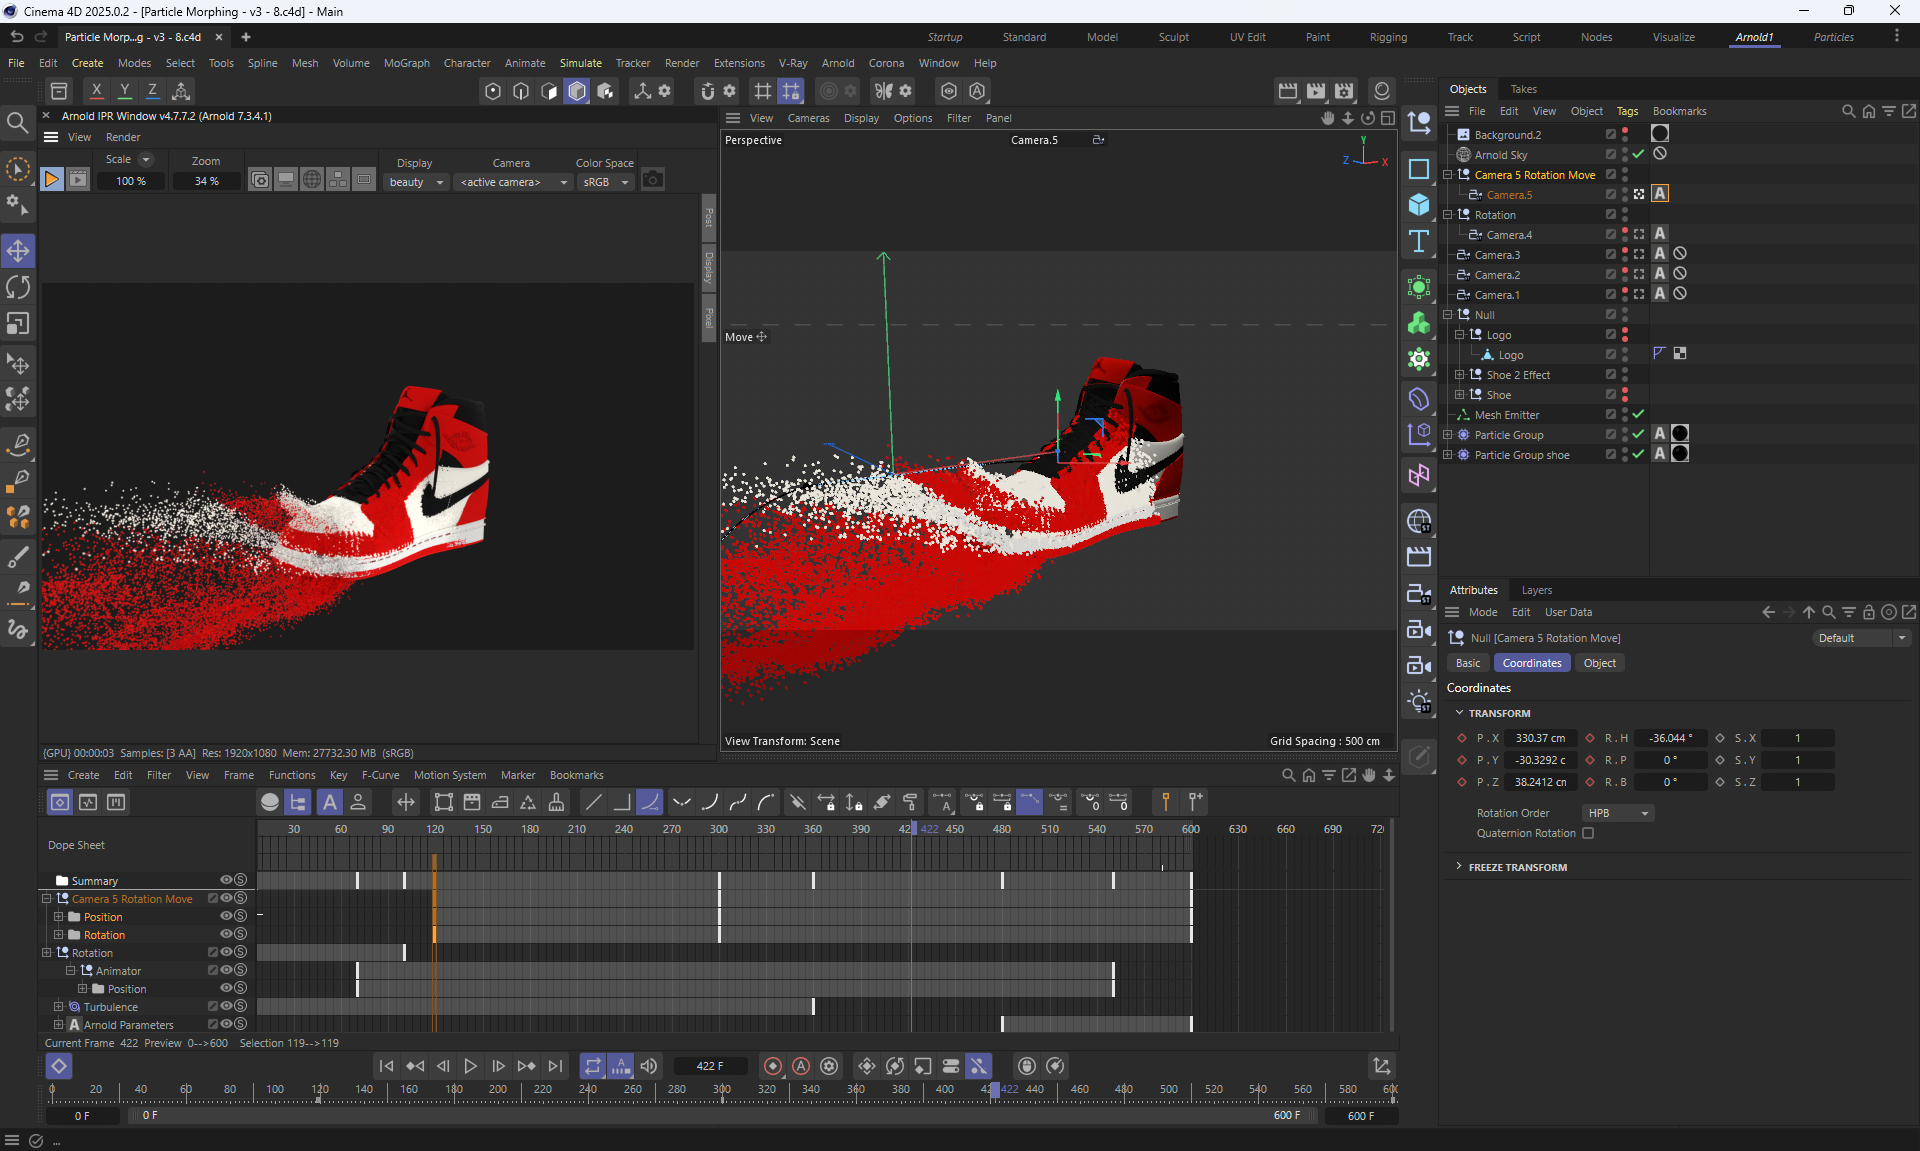 Cinema 4D 2025.0.2 - [Particle Morphing - v3 - 8.c4d] - Main
Particle Morp...g - v3 - 8.c4d
Startup Standard Model Sculpt UV Edit Paint Rigging Track Script Nodes Visualize Arnold1 Particles
File Edit Create Modes Select Tools Spline Mesh Volume MoGraph Character Animate Simulate Tracker Render Extensions V-Ray Arnold Corona Window Help
X Y Z
Arnold IPR Window v4.7.7.2 (Arnold 7.3.4.1)
View Render
Scale Zoom Display Camera Color Space
100 % 34 % beauty <active camera> sRGB
Post
Display
Pixel
{GPU} 00:00:03 Samples: [3 AA] Res: 1920x1080 Mem: 27732.30 MB (sRGB)
View Cameras Display Options Filter Panel
Perspective Camera.5
Y
Z X
Move
View Transform: Scene Grid Spacing : 500 cm
Objects Takes
File Edit View Object Tags Bookmarks
Background.2
Arnold Sky
Camera 5 Rotation Move
Camera.5 A
Rotation
Camera.4 A
Camera.3 A
Camera.2 A
Camera.1 A
Null
Logo
Logo
Shoe 2 Effect
Shoe
Mesh Emitter
Particle Group A
Particle Group shoe A
Attributes Layers
Mode Edit User Data
Null [Camera 5 Rotation Move] Default
Basic Coordinates Object
Coordinates
TRANSFORM
P . X 330.37 cm R . H -36.044 ° S . X 1
P . Y -30.3292 c R . P 0 ° S . Y 1
P . Z 38.2412 cn R . B 0 ° S . Z 1
Rotation Order HPB
Quaternion Rotation
FREEZE TRANSFORM
Create Edit Filter View Frame Functions Key F-Curve Motion System Marker Bookmarks
30 60 90 120 150 180 210 240 270 300 330 360 390 42 422 450 480 510 540 570 600 630 660 690 72
Dope Sheet
Summary
Camera 5 Rotation Move
Position
Rotation
Rotation
Animator
Position
Turbulence
A Arnold Parameters
Current Frame 422 Preview 0-->600 Selection 119-->119
422 F
0 20 40 60 80 100 120 140 160 180 200 220 240 260 280 300 320 340 360 380 400 42 422 440 460 480 500 520 540 560 580 60
0 F 0 F 600 F 600 F
...